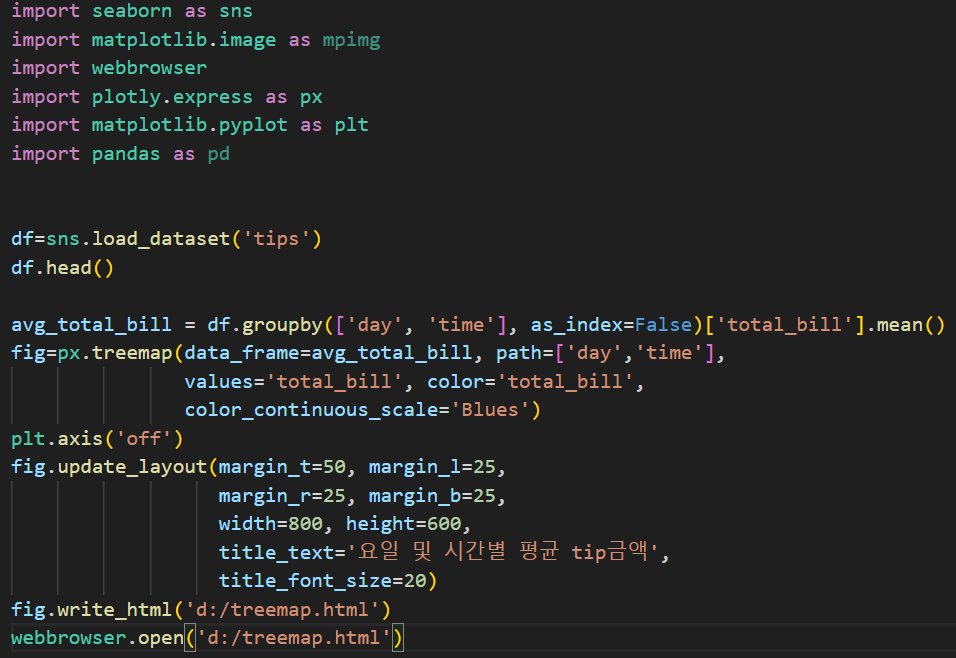 import seaborn as sns
import matplotlib.image as mpimg
import webbrowser
import plotly.express as px
import matplotlib.pyplot as plt
import pandas as pd
df=sns.load_dataset('tips')
df.head()
avg_total_bill = df.groupby(['day', 'time'], as_index=False)['total_bill'].mean()
fig=px.treemap(data_frame=avg_total_bill, path=['day','time'],
values='total_bill', color='total_bill',
color_continuous_scale='Blues')
plt.axis('off')
fig.update_layout(margin_t=50, margin_l=25,
margin_r=25, margin_b=25,
width=800, height=600,
title_text='요일 및 시간별 평균 tip금액',
title_font_size=20)
fig.write_html('d:/treemap.html')
webbrowser.open('d:/treemap.html')